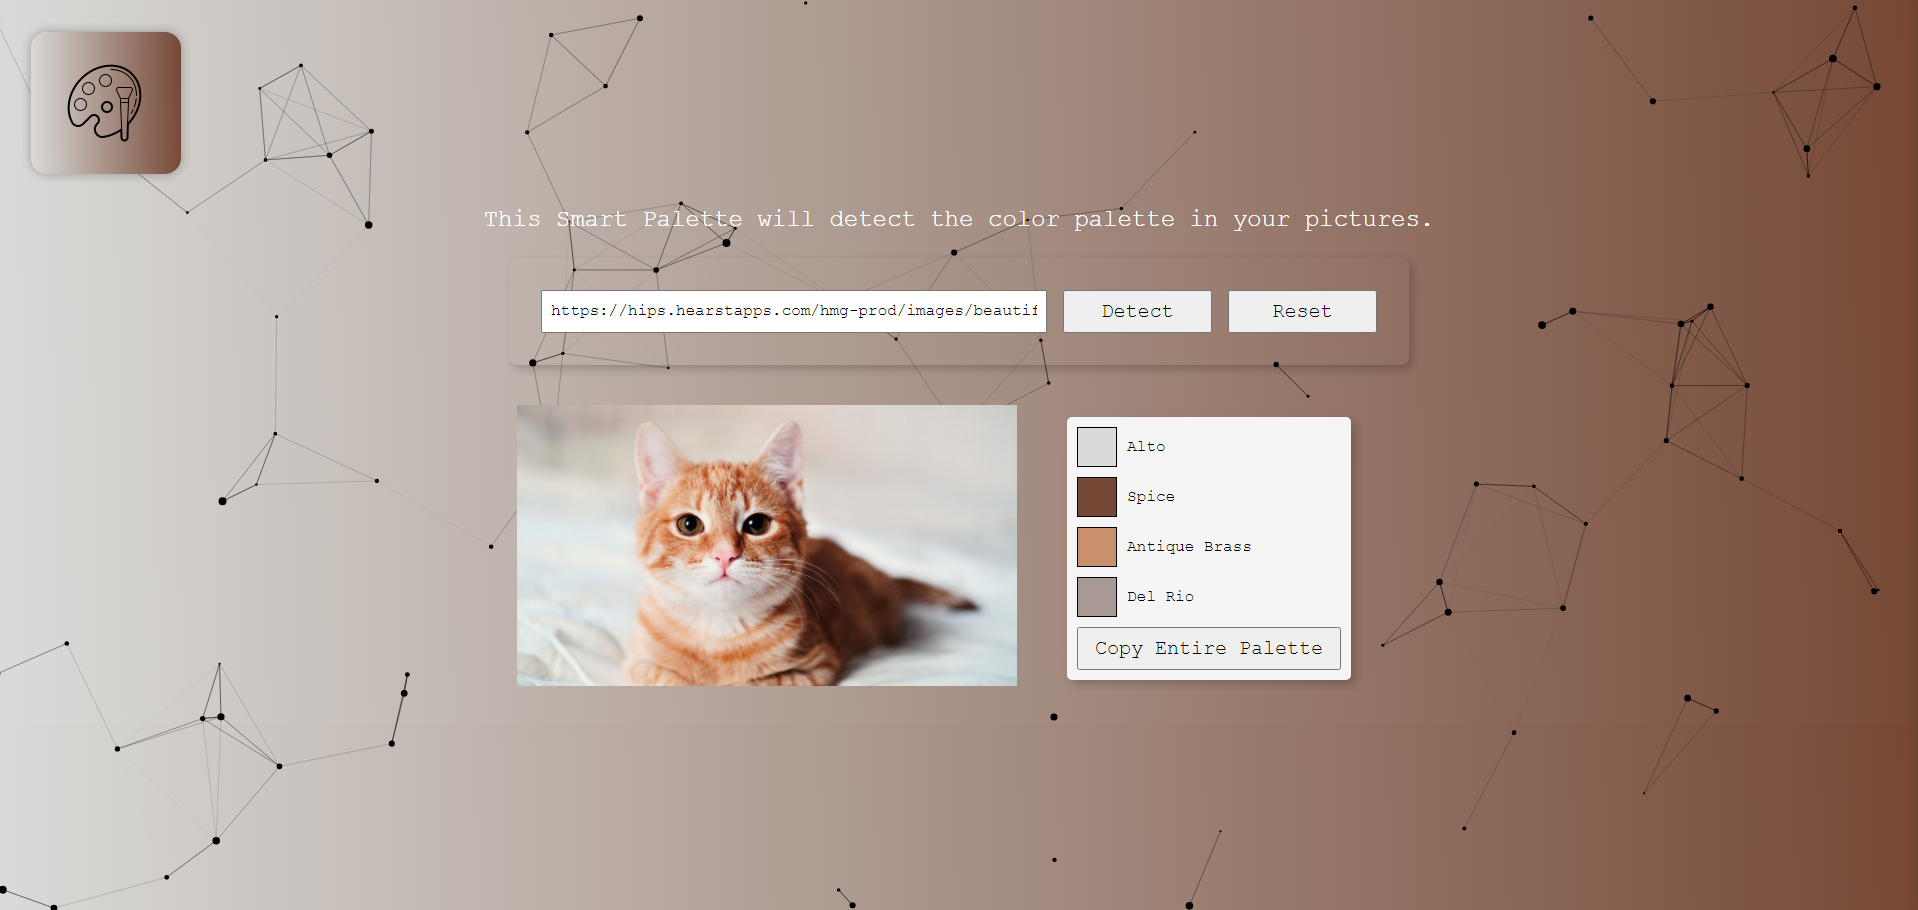 This Smart Palette will detect the color palette in your pictures.
https://hips.hearstapps.com/hmg-prod/images/beautif
Detect
Reset
Alto
Spice
Antique Brass
Del Rio
Copy Entire Palette